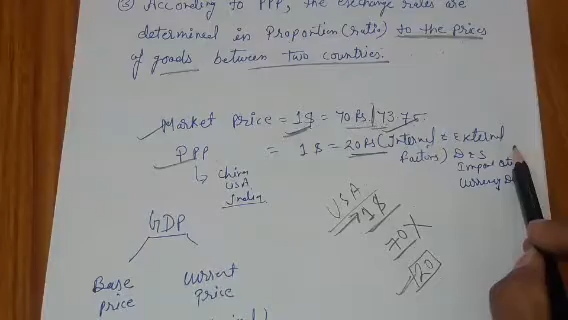 ③ According to PPP, the exchange rates are
determined in Proportion (ratio) to the prices
of goods between two countries.
Market Price = 1$ = 70 Rs | 73.75
PPP = 1$ = 20 Rs (Internal & External
factors) D & S
China
USA
India
Import
Currency
USA
1$
70X
20
GDP
Base price
Current price